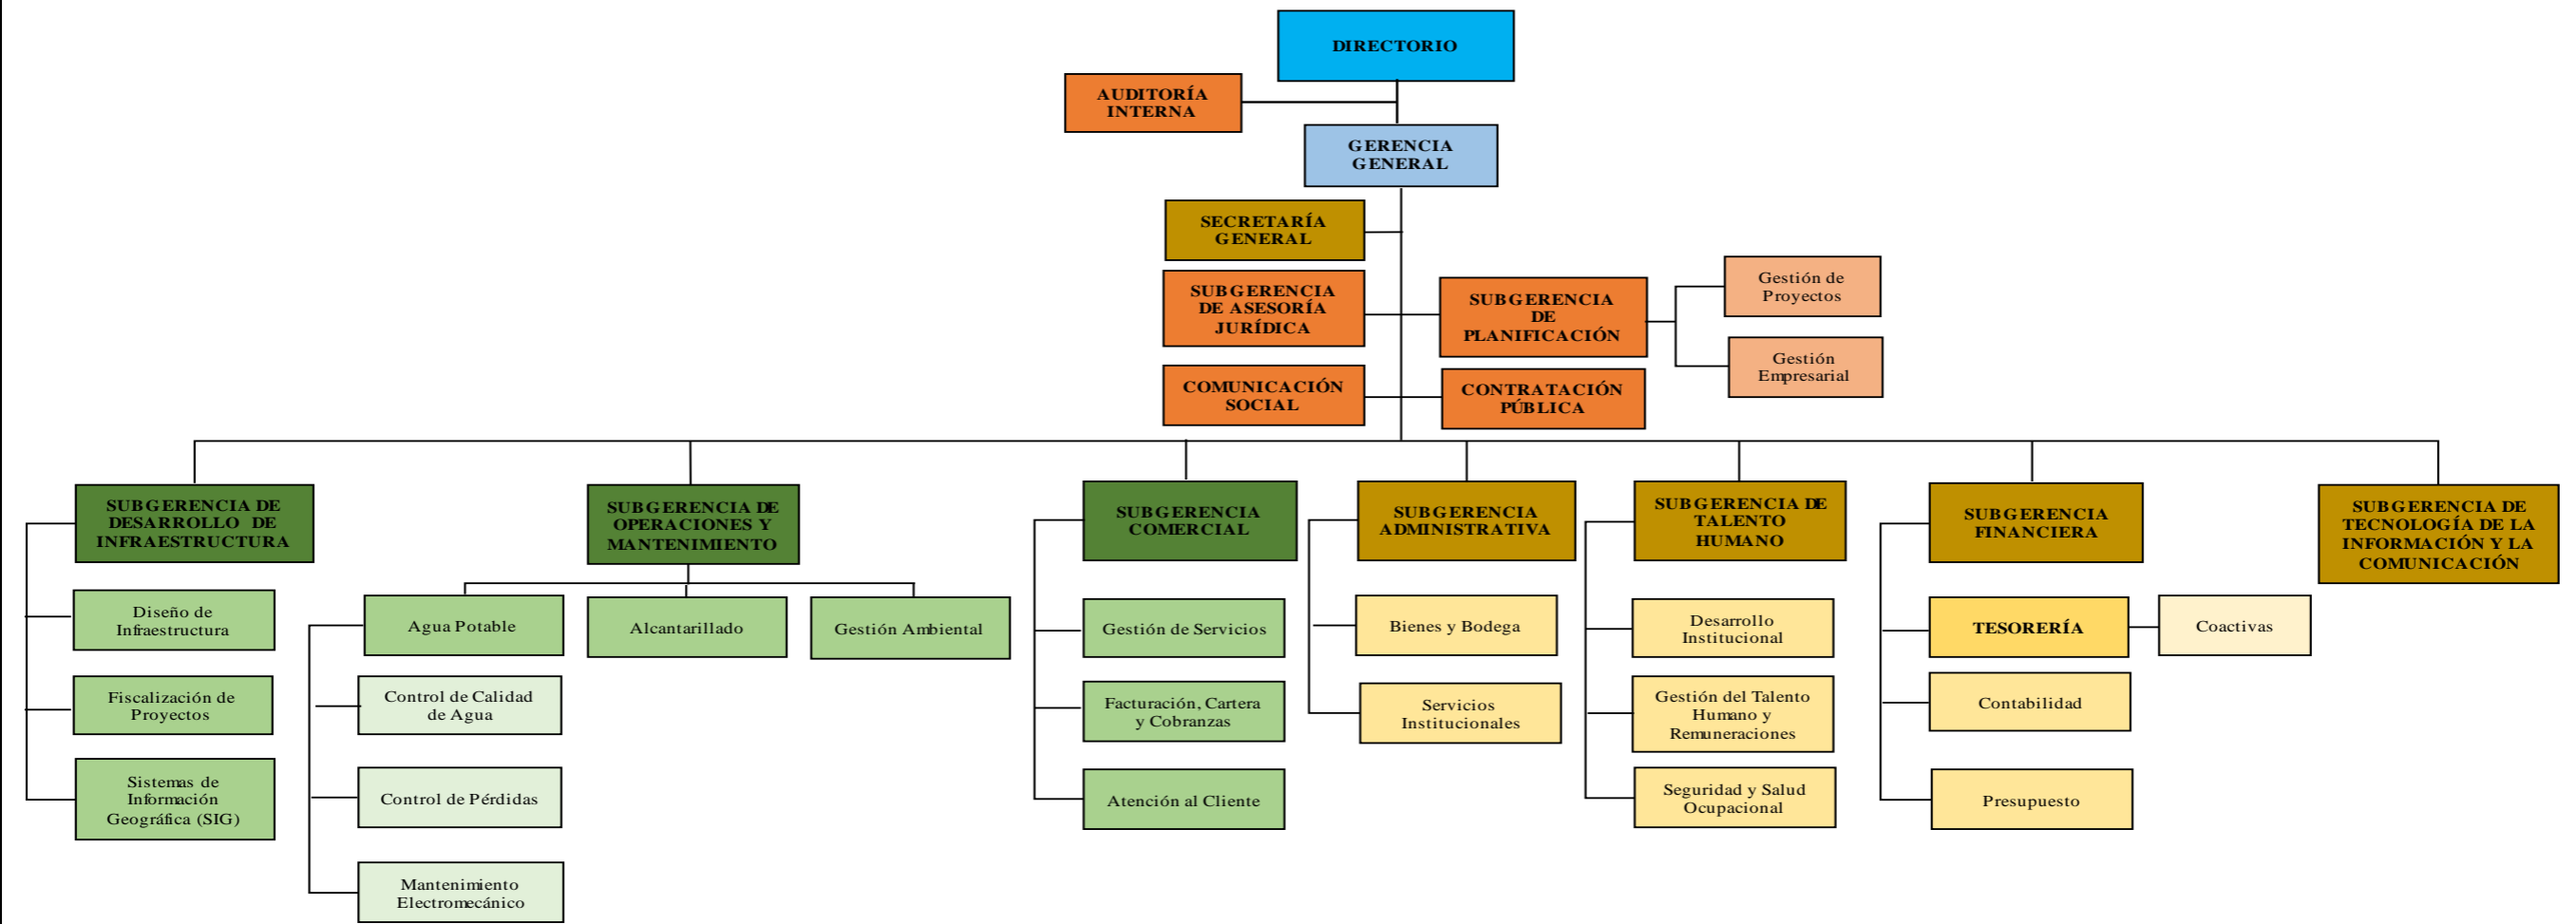 DIRECTORIO
AUDITORÍA
INTERNA
GERENCIA
GENERAL
SECRETARÍA
GENERAL
SUBGERENCIA
DE ASESORÍA
JURÍDICA
SUBGERENCIA
DE
PLANIFICACIÓN
Gestión de
Proyectos
Gestión
Empresarial
COMUNICACIÓN
SOCIAL
CONTRATACIÓN
PÚBLICA
SUBGERENCIA DE
DESARROLLO DE
INFRAESTRUCTURA
Diseño de
Infraestructura
Fiscalización de
Proyectos
Sistemas de
Información
Geográfica (SIG)
SUBGERENCIA DE
OPERACIONES Y
MANTENIMIENTO
Agua Potable
Alcantarillado
Gestión Ambiental
Control de Calidad
de Agua
Control de Pérdidas
Mantenimiento
Electromecánico
SUBGERENCIA
COMERCIAL
Gestión de Servicios
Facturación, Cartera
y Cobranzas
Atención al Cliente
SUBGERENCIA
ADMINISTRATIVA
Bienes y Bodega
Servicios
Institucionales
SUBGERENCIA DE
TALENTO
HUMANO
Desarrollo
Institucional
Gestión del Talento
Humano y
Remuneraciones
Seguridad y Salud
Ocupacional
SUBGERENCIA
FINANCIERA
TESORERÍA
Coactivas
Contabilidad
Presupuesto
SUBGERENCIA DE
TECNOLOGÍA DE LA
INFORMACIÓN Y LA
COMUNICACIÓN